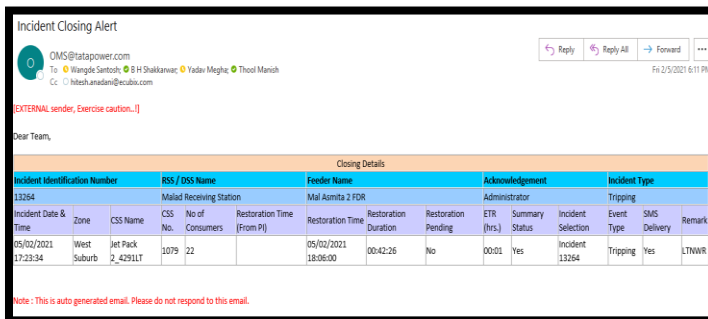 Incident Closing Alert
OMS@tatapower.com
To Wangde Santosh; B H Shakkarwar; Yadav Megha; Thool Manish
Cc hitesh.anadani@ecubix.com
Reply Reply All Forward ...
Fri 2/5/2021 6:11 PM
[EXTERNAL sender, Exercise caution..!]
Dear Team,
Closing Details
Incident Identification Number RSS / DSS Name Feeder Name Acknowledgement Incident Type
13264 Malad Receiving Station Mal Asmita 2 FDR Administrator Tripping
Incident Date & Time Zone CSS Name CSS No. No of Consumers Restoration Time (From PI) Restoration Time Restoration Duration Restoration Pending ETR (hrs.) Summary Status Incident Selection Event Type SMS Delivery Remark
05/02/2021 17:23:34 West Suburb Jet Pack 2_4291LT 1079 22 05/02/2021 18:06:00 00:42:26 No 00:01 Yes Incident 13264 Tripping Yes LTNWR
Note : This is auto generated email. Please do not respond to this email.